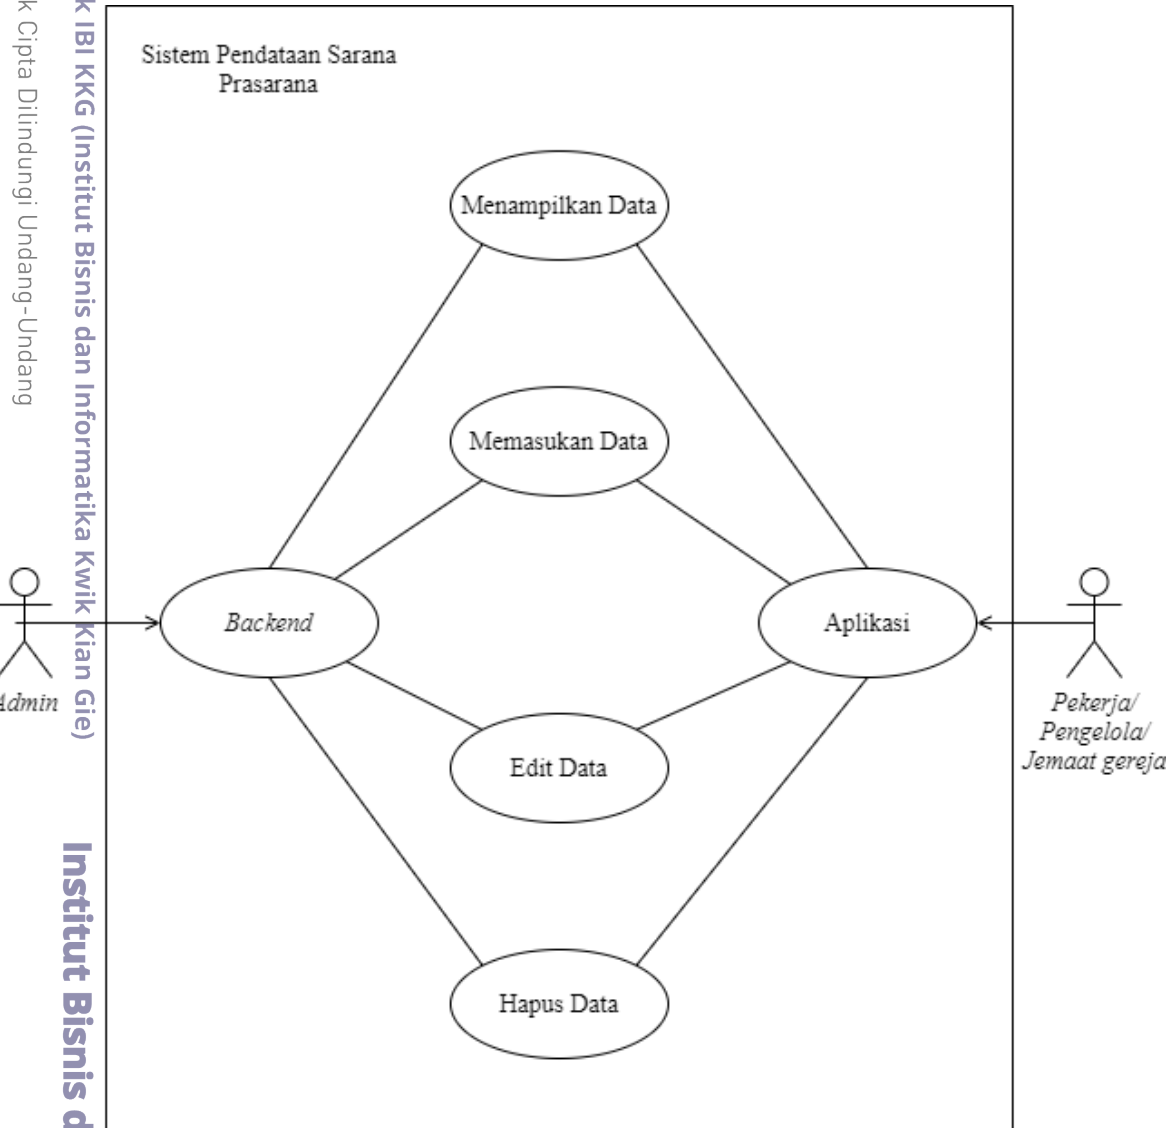 k Cipta Dilindungi Undang-Undang
k IBI KKG (Institut Bisnis dan Informatika Kwik Kian Gie)
Institut Bisnis d
Sistem Pendataan Sarana
Prasarana
Menampilkan Data
Memasukan Data
Backend
Aplikasi
Admin
Pekerja/
Pengelola/
Jemaat gereja
Edit Data
Hapus Data